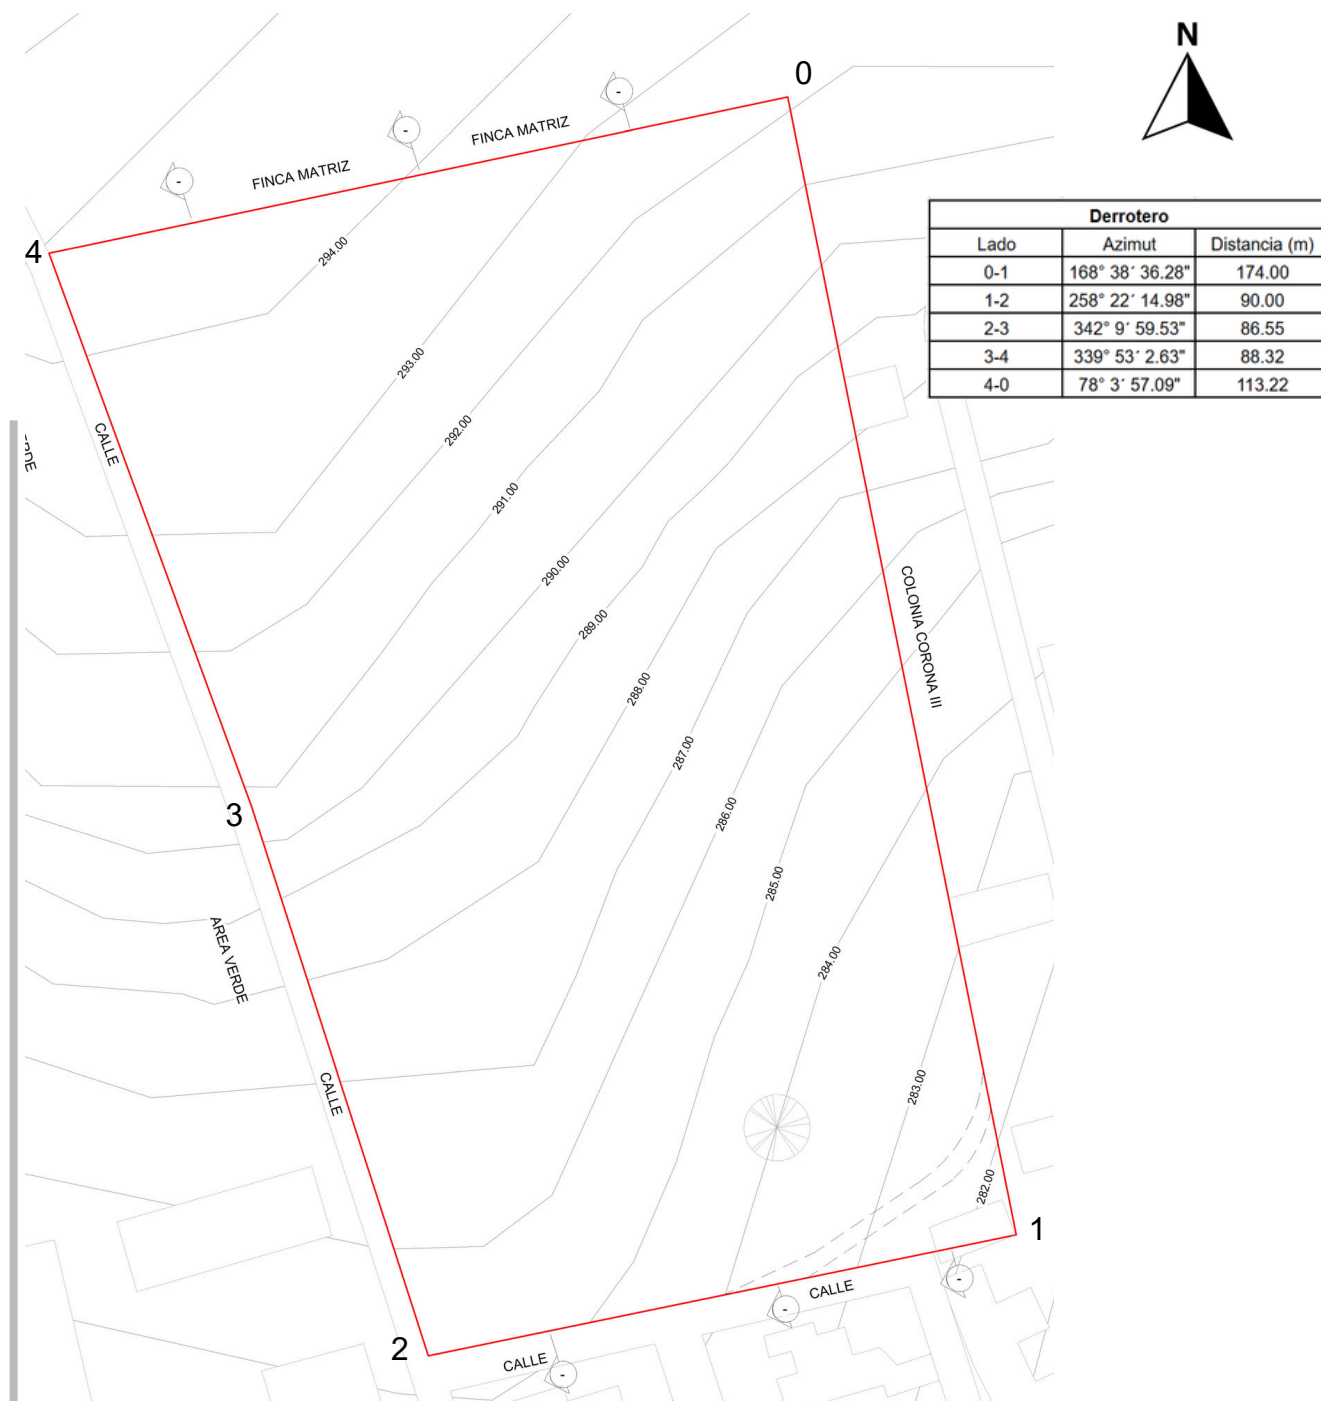 N
0
FINCA MATRIZ
FINCA MATRIZ
-
-
-
4
Derrotero
Lado Azimut Distancia (m)
0-1 168° 38´ 36.28" 174.00
1-2 258° 22´ 14.98" 90.00
2-3 342° 9´ 59.53" 86.55
3-4 339° 53´ 2.63" 88.32
4-0 78° 3´ 57.09" 113.22
294.00
293.00
292.00
CALLE
291.00
290.00
289.00
COLONIA CORONA III
288.00
287.00
3
286.00
285.00
AREA VERDE
284.00
CALLE
283.00
282.00
1
CALLE
-
-
2
CALLE
-